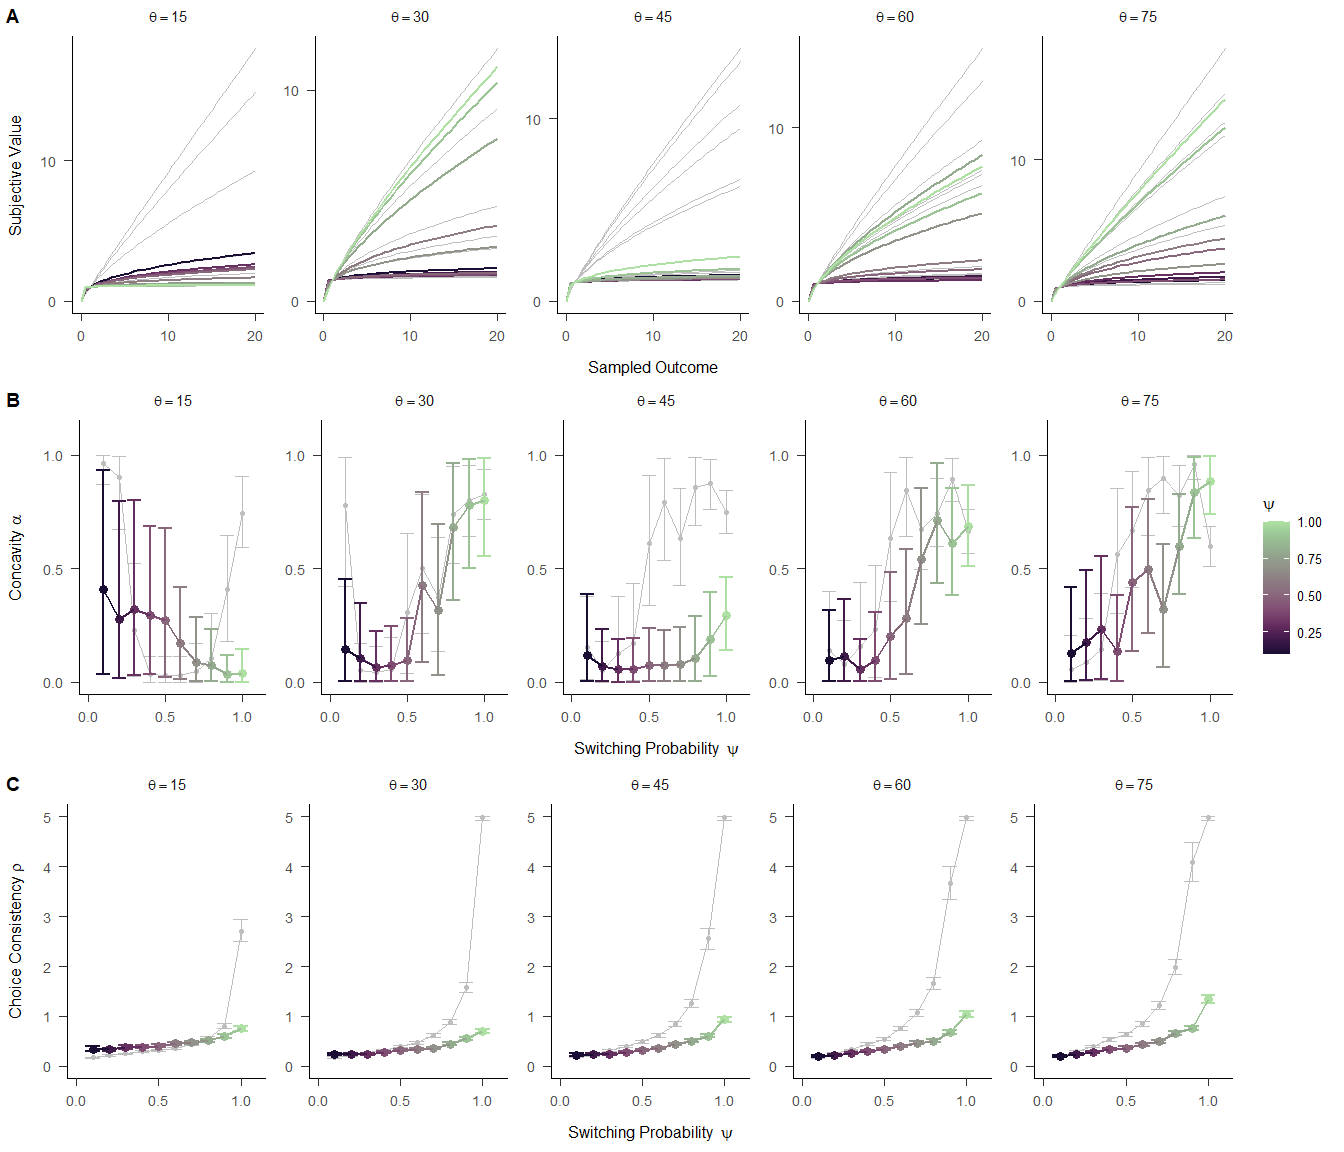 A
θ = 15 θ = 30 θ = 45 θ = 60 θ = 75
Subjective Value
10 10 10 10 10
0 0 0 0 0
0 10 20 0 10 20 0 10 20 0 10 20 0 10 20
Sampled Outcome
B
θ = 15 θ = 30 θ = 45 θ = 60 θ = 75
Concavity α
1.0 1.0 1.0 1.0 1.0
0.5 0.5 0.5 0.5 0.5
0.0 0.0 0.0 0.0 0.0
0.0 0.5 1.0 0.0 0.5 1.0 0.0 0.5 1.0 0.0 0.5 1.0 0.0 0.5 1.0
Switching Probability ψ
ψ
1.00
0.75
0.50
0.25
C
θ = 15 θ = 30 θ = 45 θ = 60 θ = 75
Choice Consistency ρ
5 5 5 5 5
4 4 4 4 4
3 3 3 3 3
2 2 2 2 2
1 1 1 1 1
0 0 0 0 0
0.0 0.5 1.0 0.0 0.5 1.0 0.0 0.5 1.0 0.0 0.5 1.0 0.0 0.5 1.0
Switching Probability ψ